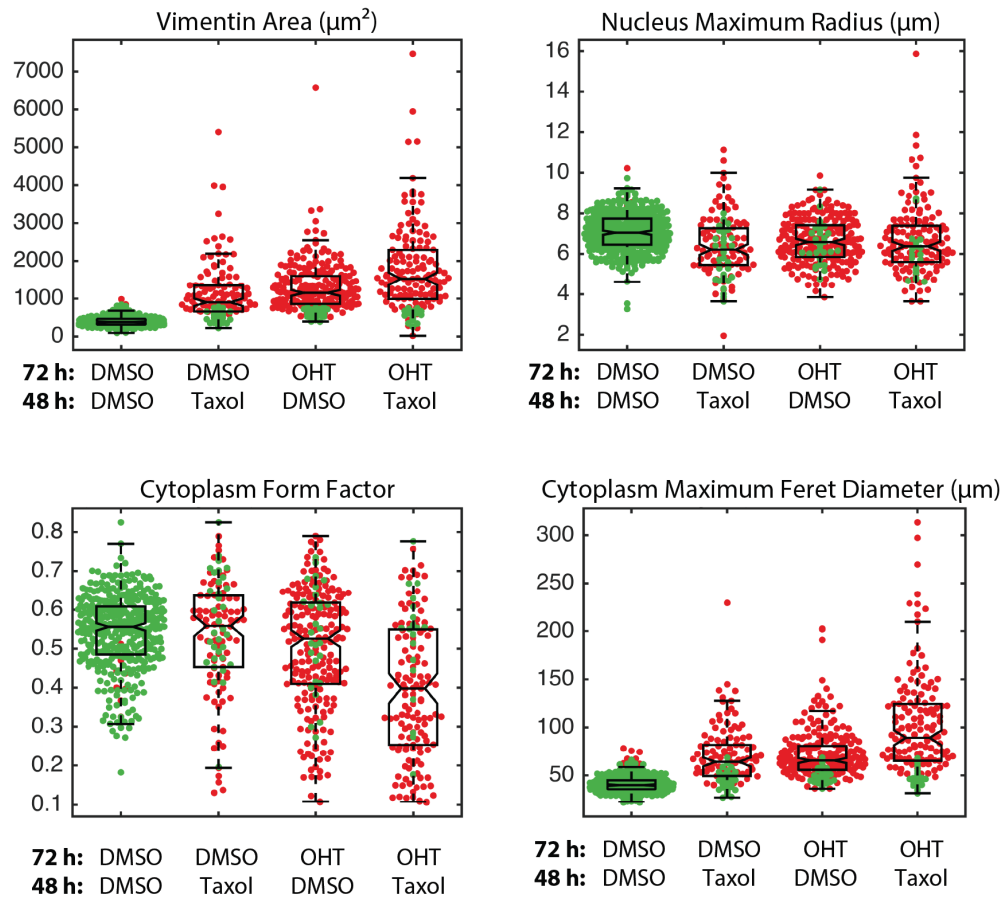 Vimentin Area (µm²)
7000
6000
5000
4000
3000
2000
1000
0
72 h: DMSO DMSO OHT OHT
48 h: DMSO Taxol DMSO Taxol
Nucleus Maximum Radius (µm)
16
14
12
10
8
6
4
2
72 h: DMSO DMSO OHT OHT
48 h: DMSO Taxol DMSO Taxol
Cytoplasm Form Factor
0.8
0.7
0.6
0.5
0.4
0.3
0.2
0.1
72 h: DMSO DMSO OHT OHT
48 h: DMSO Taxol DMSO Taxol
Cytoplasm Maximum Feret Diameter (µm)
300
250
200
150
100
50
72 h: DMSO DMSO OHT OHT
48 h: DMSO Taxol DMSO Taxol